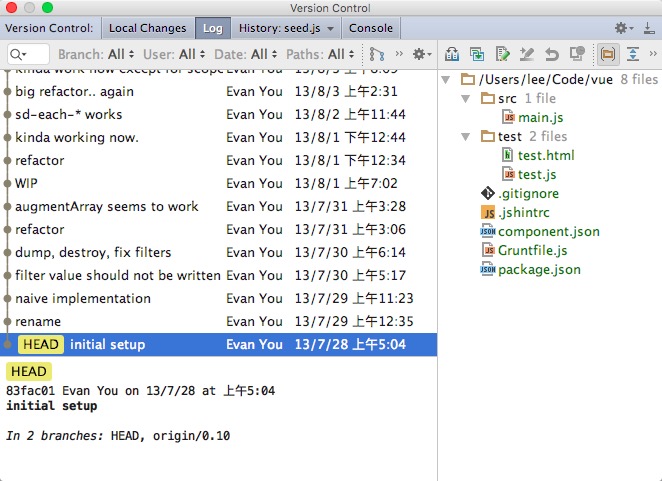 Version Control
Version Control: Local Changes Log History: seed.js Console
Branch: All User: All Date: All Paths: All
kinda work now except for scope Evan You
big refactor.. again Evan You 13/8/3 上午2:31
sd-each-* works Evan You 13/8/2 上午11:44
kinda working now. Evan You 13/8/1 下午12:44
refactor Evan You 13/8/1 下午12:34
WIP Evan You 13/8/1 上午7:02
augmentArray seems to work Evan You 13/7/31 上午3:28
refactor Evan You 13/7/31 上午3:06
dump, destroy, fix filters Evan You 13/7/30 上午6:14
filter value should not be written Evan You 13/7/30 上午5:17
naive implementation Evan You 13/7/29 上午11:23
rename Evan You 13/7/29 上午12:35
HEAD initial setup Evan You 13/7/28 上午5:04
HEAD
83fac01 Evan You on 13/7/28 at 上午5:04
initial setup
In 2 branches: HEAD, origin/0.10
/Users/lee/Code/vue 8 files
src 1 file
main.js
test 2 files
test.html
test.js
.gitignore
.jshintrc
component.json
Gruntfile.js
package.json